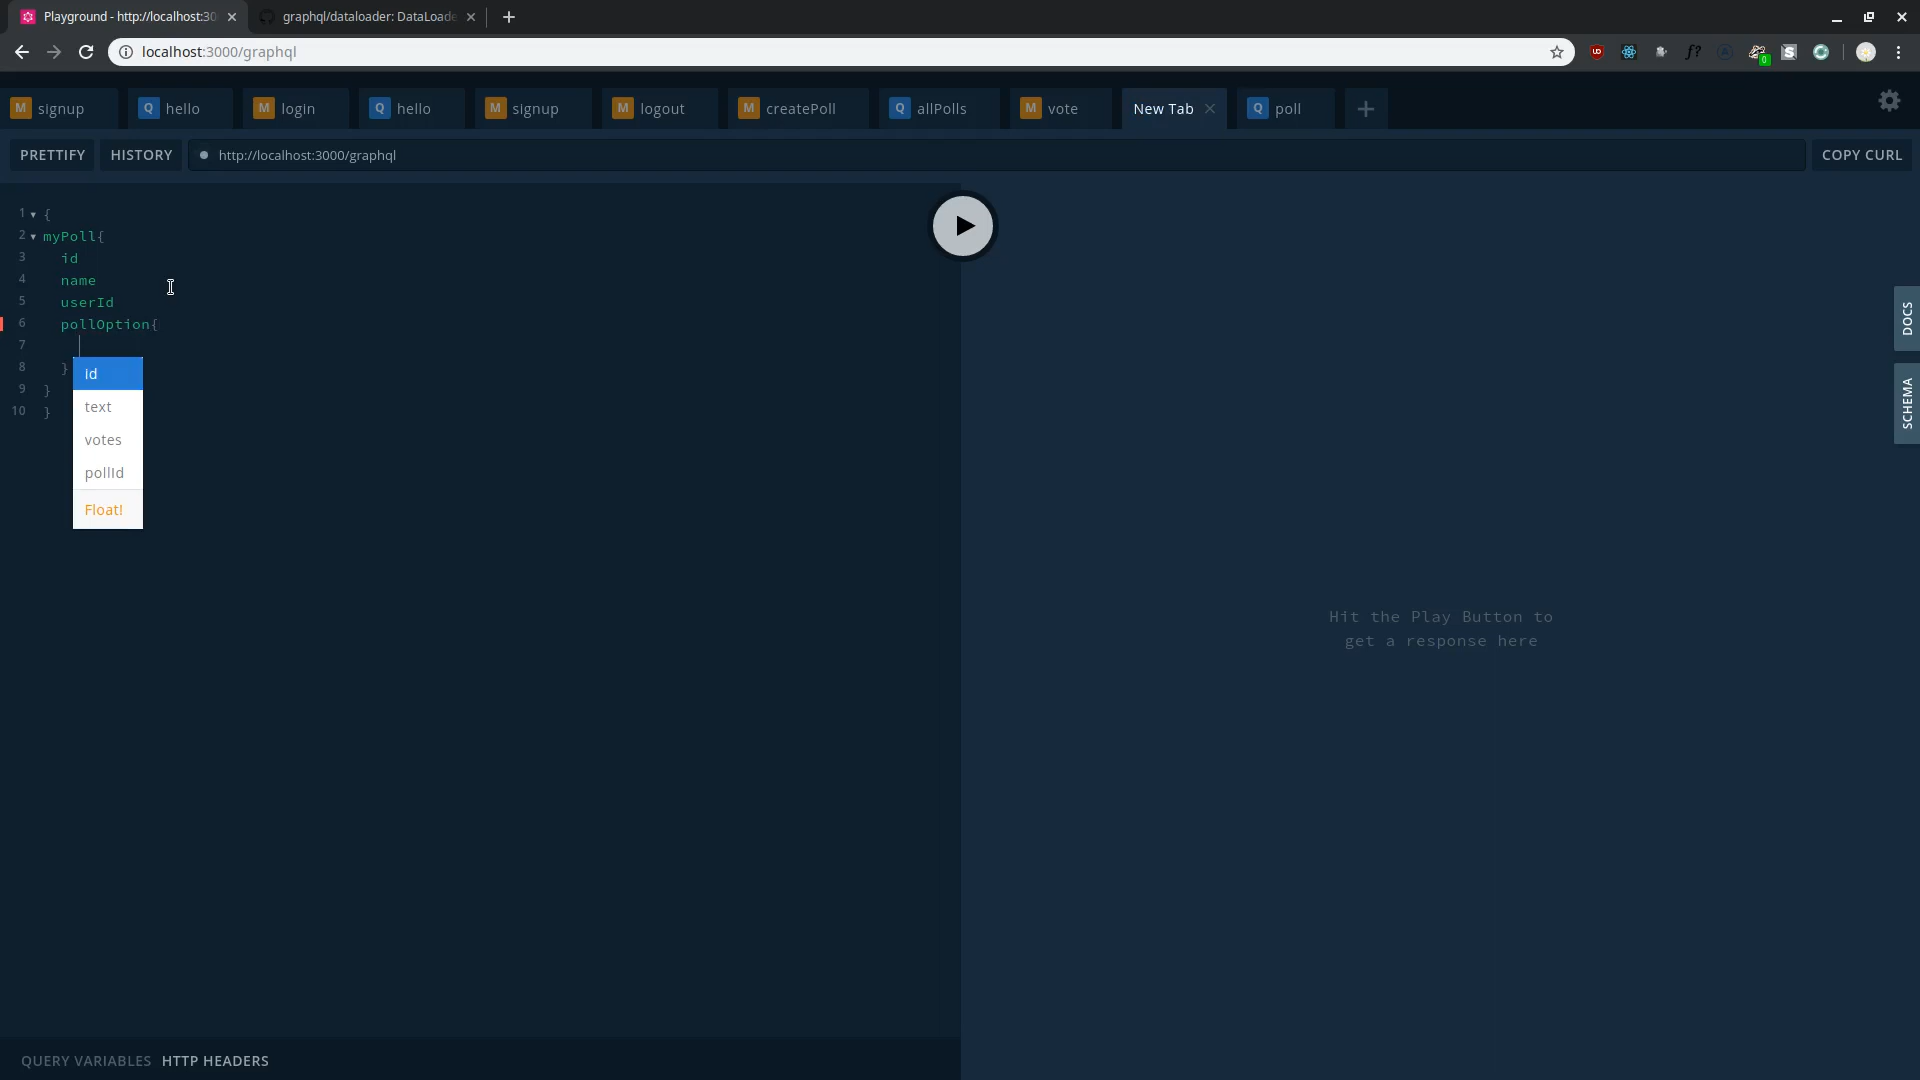 Playground - http://localhost:30
graphql/dataloader: DataLoade
localhost:3000/graphql
M signup
Q hello
M login
Q hello
M signup
M logout
M createPoll
Q allPolls
M vote
New Tab
Q poll
PRETTIFY
HISTORY
http://localhost:3000/graphql
COPY CURL
1 {
2 myPoll{
3 id
4 name
5 userId
6 pollOption{
7
8 }
9 }
10 }
id
text
votes
pollId
Float!
Hit the Play Button to
get a response here
DOCS
SCHEMA
QUERY VARIABLES
HTTP HEADERS
f?
0